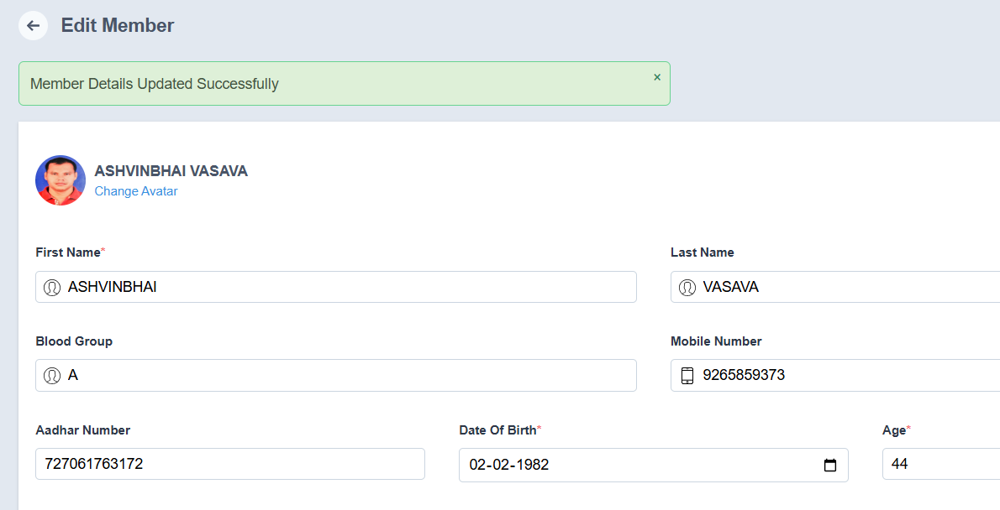 Edit Member
Member Details Updated Successfully
×
ASHVINBHAI VASAVA
Change Avatar
First Name* Last Name
ASHVINBHAI VASAVA
Blood Group Mobile Number
A 9265859373
Aadhar Number Date Of Birth* Age*
727061763172 02-02-1982 44